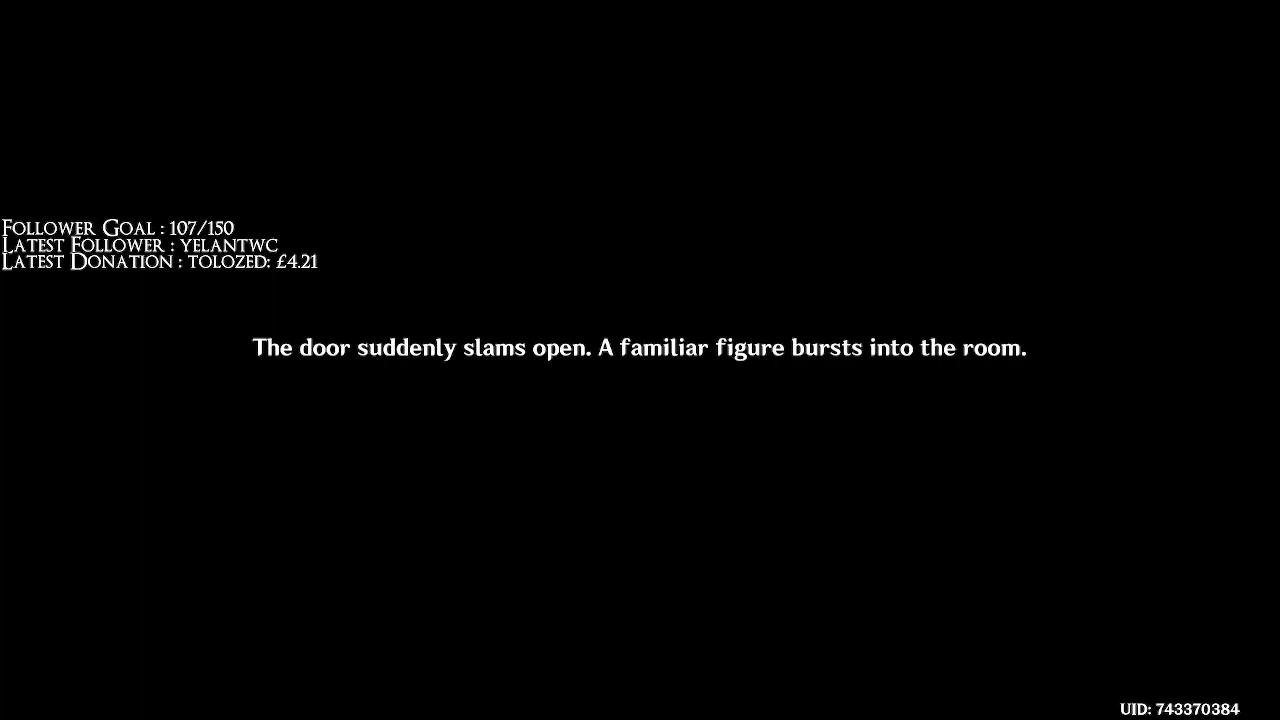 Follower Goal : 107/150
Latest Follower : yelantwc
Latest Donation : tolozed: £4.21
The door suddenly slams open. A familiar figure bursts into the room.
UID: 743370384